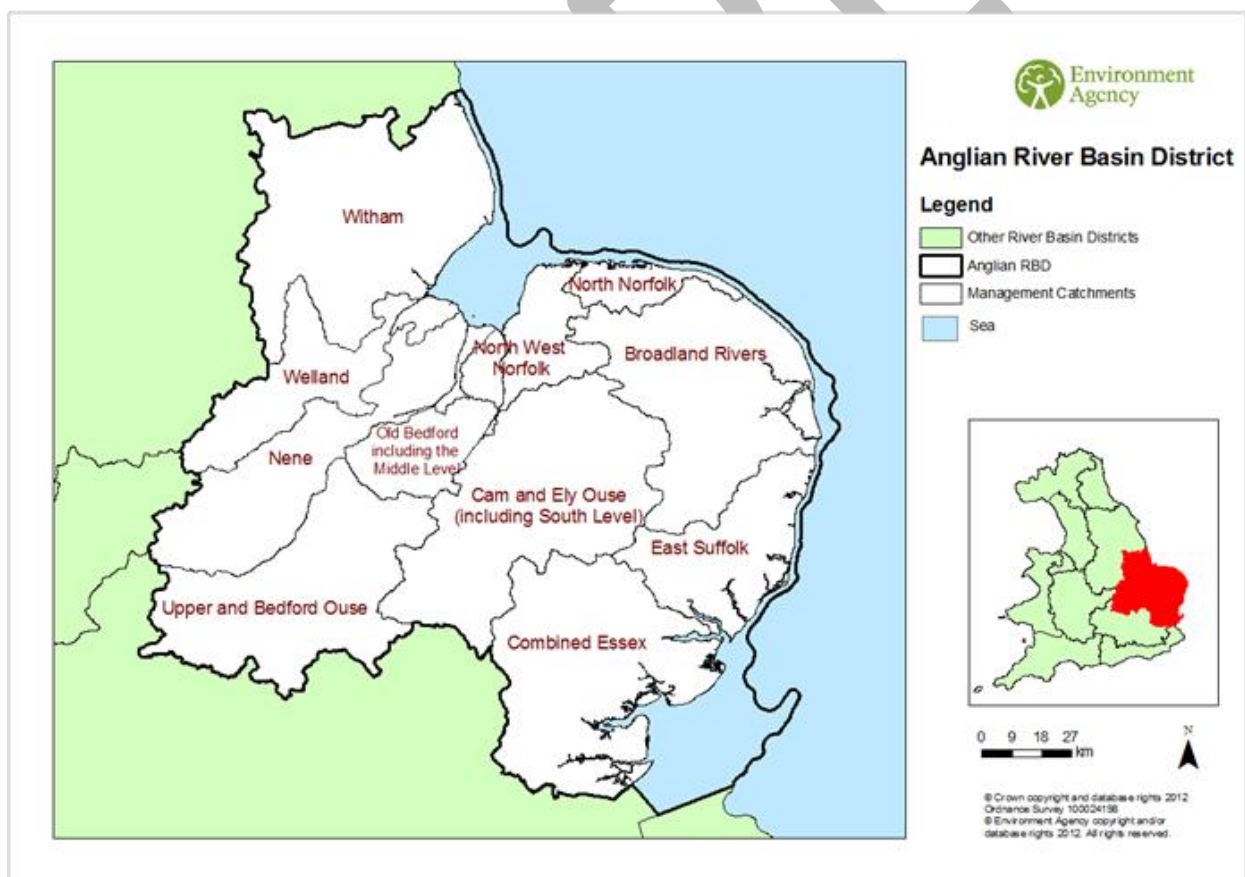 Environment
Agency
Anglian River Basin District
Legend
Other River Basin Districts
Anglian RBD
Management Catchments
Sea
Witham
North Norfolk
North West
Norfolk
Broadland Rivers
Welland
Old Bedford
including the
Middle Level
Nene
Cam and Ely Ouse
(including South Level)
East Suffolk
Upper and Bedford Ouse
Combined Essex
0 9 18 27
km
N
© Crown copyright and database rights 2012
Ordnance Survey 100024198
© Environment Agency copyright and/or
database rights 2012. All rights reserved.